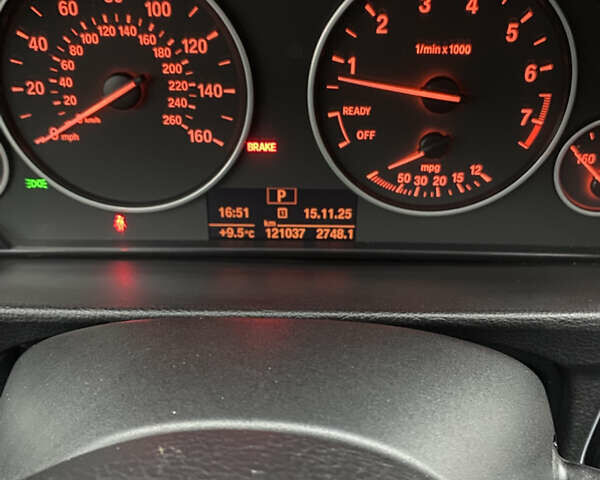 20 40 60 80 100 120 140 160
0 mph
20 40 60 80 100 120 140 160 180 200 220 240 260
km/h
1 2 3 4 5 6 7
1/min x 1000
READY
OFF
mpg
50 30 20 15 12
BRAKE
P
16:51 15.11.25
km
+9.5°C 121037 2748.1